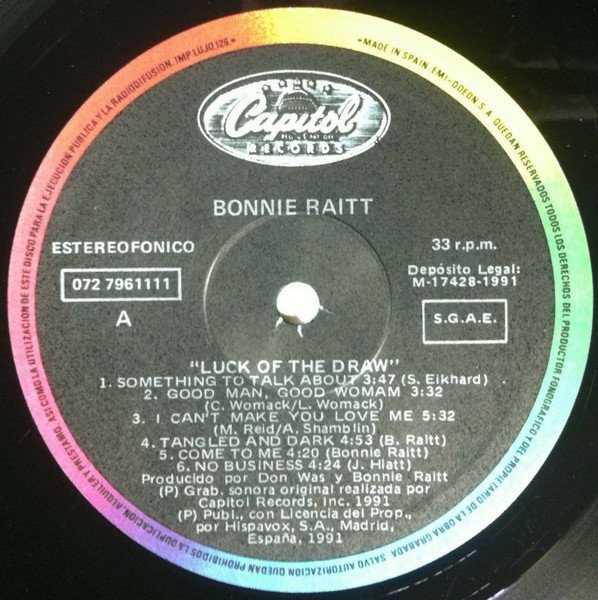 MADE IN SPAIN. EMI-ODEON S.A. QUEDAN RESERVADOS TODOS LOS DERECHOS DEL PRODUCTOR FONOGRAFICO Y DEL PROPIETARIO DE LA OBRA GRABADA. SALVO AUTORIZACION QUEDAN PROHIBIDOS LA DUPLICACION, ALQUILER Y PRESTAMO, ASI COMO LA UTILIZACION DE ESTE DISCO PARA LA EJECUCION PUBLICA Y LA RADIODIFUSION. IMP LUJO, 126
Capitol
RECORDS
BONNIE RAITT
ESTEREOFONICO
33 r.p.m.
072 7961111
Depósito Legal:
M-17428-1991
A
S.G.A.E.
"LUCK OF THE DRAW"
1. SOMETHING TO TALK ABOUT 3:47 (S. Eikhard)
2. GOOD MAN, GOOD WOMAM 3:32
(C. Womack/L. Womack)
3. I CAN'T MAKE YOU LOVE ME 5:32
(M. Reid/A. Shamblin)
4. TANGLED AND DARK 4:53 (B. Raitt)
5. COME TO ME 4:20 (Bonnie Raitt)
6. NO BUSINESS 4:24 (J. Hiatt)
Producido por Don Was y Bonnie Raitt
(P) Grab. sonora original realizada por
Capitol Records, Inc. 1991
(P) Publ., con Licencia del Prop.,
por Hispavox, S.A., Madrid,
España, 1991